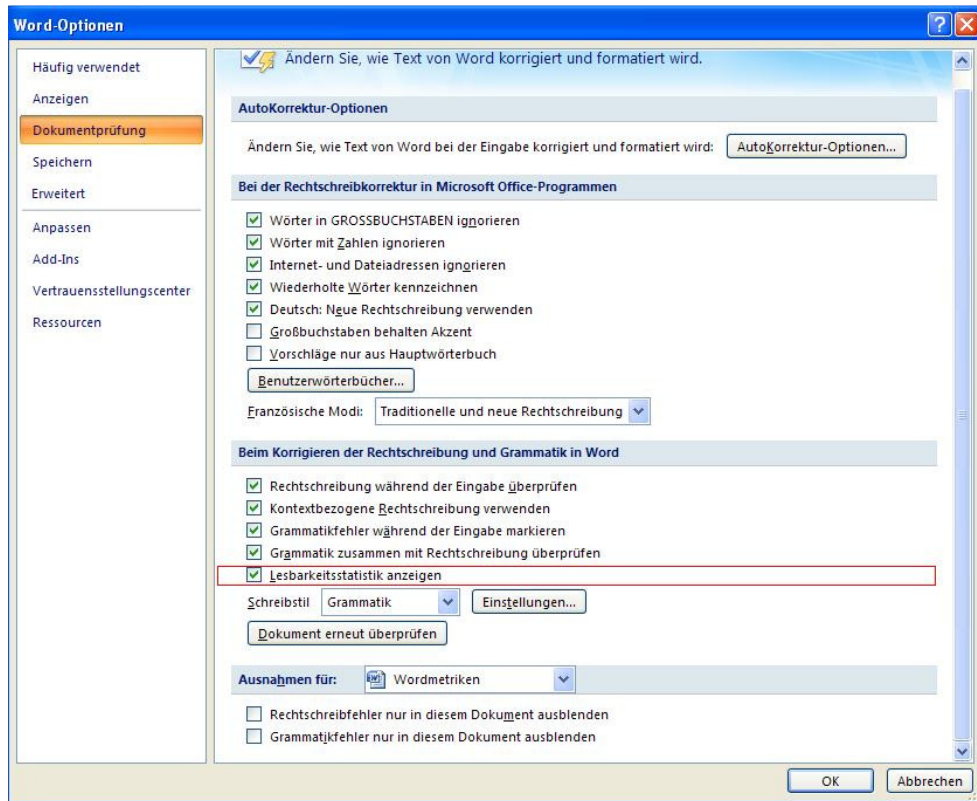 Word-Optionen
Häufig verwendet
Anzeigen
Dokumentprüfung
Speichern
Erweitert
Anpassen
Add-Ins
Vertrauensstellungscenter
Ressourcen
Ändern Sie, wie Text von Word korrigiert und formatiert wird.
AutoKorrektur-Optionen
Ändern Sie, wie Text von Word bei der Eingabe korrigiert und formatiert wird: AutoKorrektur-Optionen...
Bei der Rechtschreibkorrektur in Microsoft Office-Programmen
Wörter in GROSSBUCHSTABEN ignorieren
Wörter mit Zahlen ignorieren
Internet- und Dateiadressen ignorieren
Wiederholte Wörter kennzeichnen
Deutsch: Neue Rechtschreibung verwenden
Großbuchstaben behalten Akzent
Vorschläge nur aus Hauptwörterbuch
Benutzerwörterbücher...
Französische Modi: Traditionelle und neue Rechtschreibung
Beim Korrigieren der Rechtschreibung und Grammatik in Word
Rechtschreibung während der Eingabe überprüfen
Kontextbezogene Rechtschreibung verwenden
Grammatikfehler während der Eingabe markieren
Grammatik zusammen mit Rechtschreibung überprüfen
Lesbarkeitsstatistik anzeigen
Schreibstil Grammatik Einstellungen...
Dokument erneut überprüfen
Ausnahmen für: Wordmetriken
Rechtschreibfehler nur in diesem Dokument ausblenden
Grammatikfehler nur in diesem Dokument ausblenden
OK Abbrechen